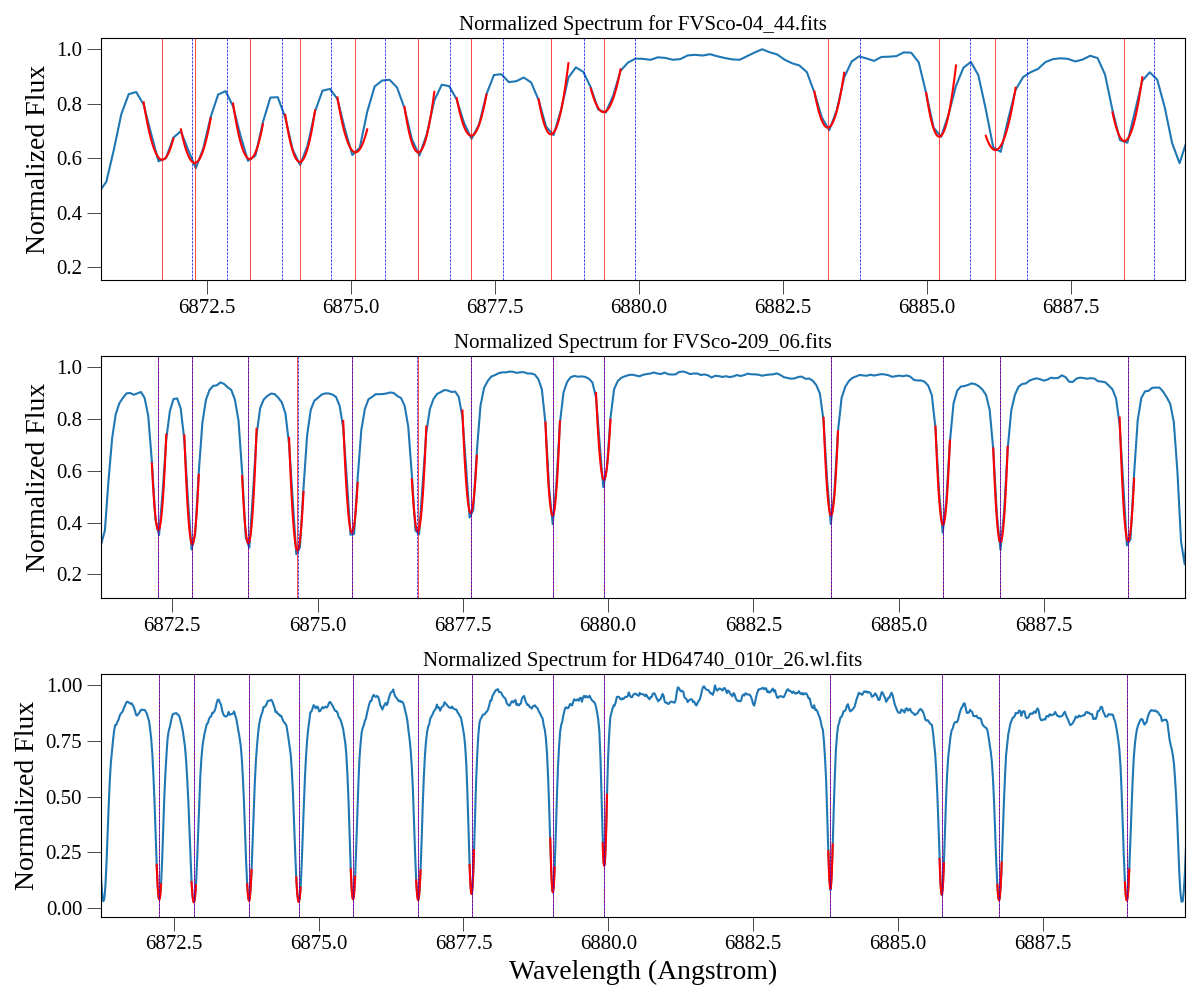 Normalized Spectrum for FVSco-04_44.fits
Normalized Flux
1.0
0.8
0.6
0.4
0.2
6872.5 6875.0 6877.5 6880.0 6882.5 6885.0 6887.5
Normalized Spectrum for FVSco-209_06.fits
Normalized Flux
1.0
0.8
0.6
0.4
0.2
6872.5 6875.0 6877.5 6880.0 6882.5 6885.0 6887.5
Normalized Spectrum for HD64740_010r_26.wl.fits
Normalized Flux
1.00
0.75
0.50
0.25
0.00
6872.5 6875.0 6877.5 6880.0 6882.5 6885.0 6887.5
Wavelength (Angstrom)